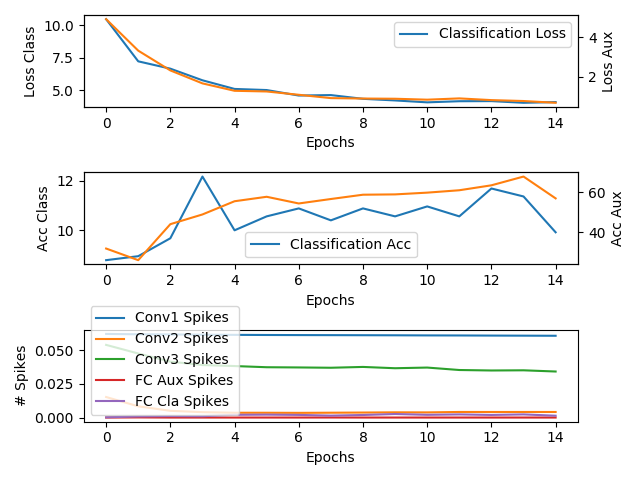 10.0
7.5
5.0
Loss Class
Classification Loss
4
2
Loss Aux
0 2 4 6 8 10 12 14
Epochs
12
10
Acc Class
Classification Acc
60
40
Acc Aux
0 2 4 6 8 10 12 14
Epochs
0.050
0.025
0.000
# Spikes
Conv1 Spikes
Conv2 Spikes
Conv3 Spikes
FC Aux Spikes
FC Cla Spikes
0 2 4 6 8 10 12 14
Epochs